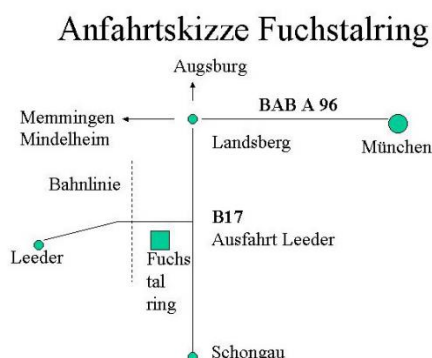 Anfahrtskizze Fuchstalring
Augsburg
BAB A 96
Memmingen
Mindelheim
Landsberg
München
Bahnlinie
B17
Ausfahrt Leeder
Leeder
Fuchs
tal
ring
Schongau